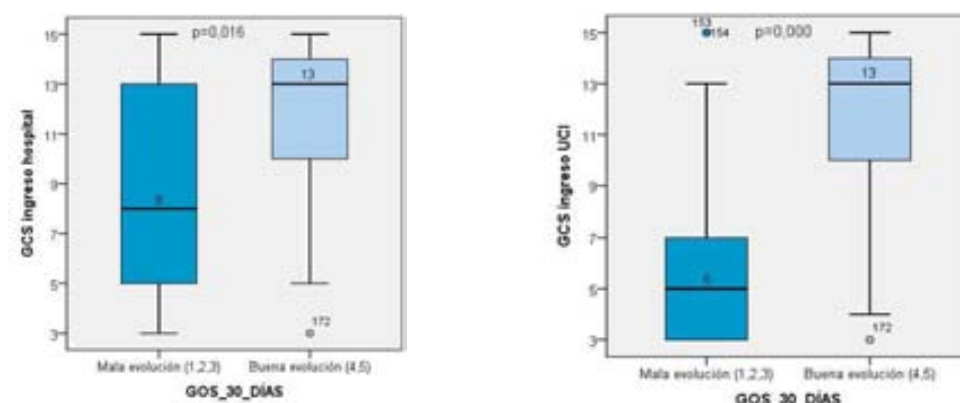 p=0,016
15
13
11
9
7
5
3
13
172
GCS ingreso hospital
Mala evolución (1,2,3)
Buena evolución (4,5)
GOS_30_DÍAS
153
154
p=0,000
15
13
11
9
7
5
3
13
172
GCS ingreso UCI
Mala evolución (1,2,3)
Buena evolución (4,5)
GOS_30_DÍAS